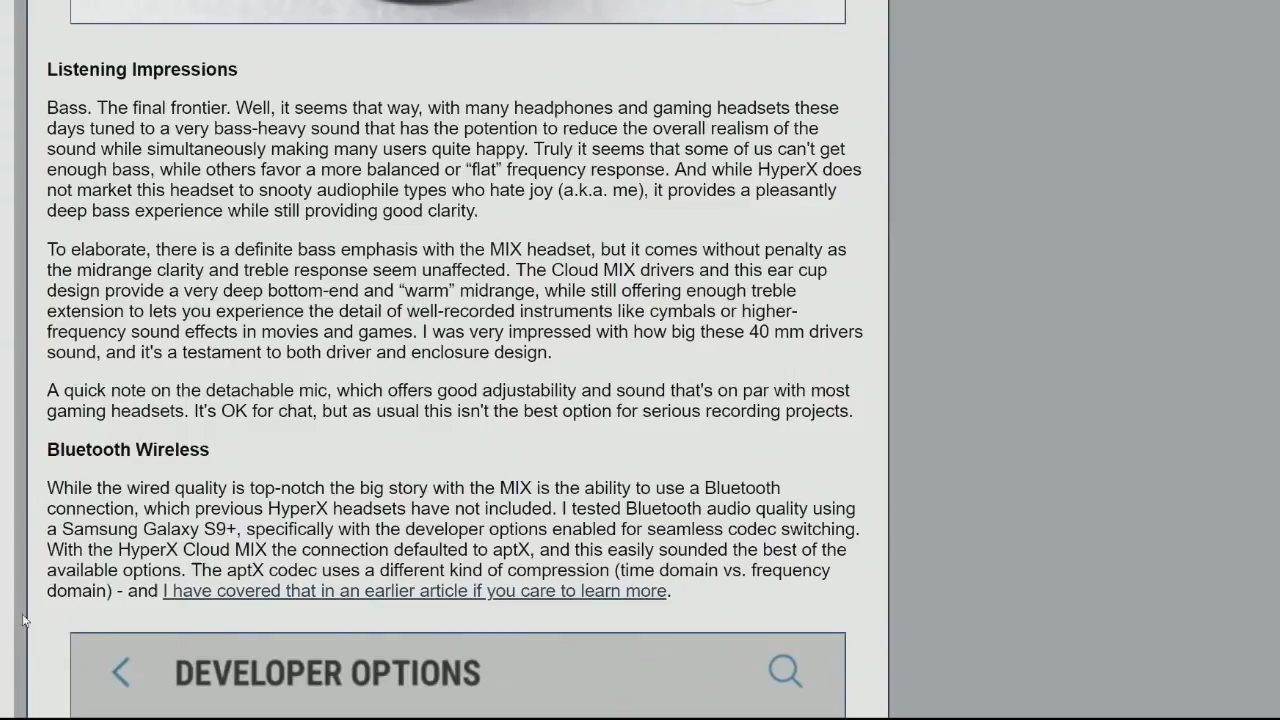 Listening Impressions
Bass. The final frontier. Well, it seems that way, with many headphones and gaming headsets these
days tuned to a very bass-heavy sound that has the potention to reduce the overall realism of the
sound while simultaneously making many users quite happy. Truly it seems that some of us can't get
enough bass, while others favor a more balanced or “flat” frequency response. And while HyperX does
not market this headset to snooty audiophile types who hate joy (a.k.a. me), it provides a pleasantly
deep bass experience while still providing good clarity.
To elaborate, there is a definite bass emphasis with the MIX headset, but it comes without penalty as
the midrange clarity and treble response seem unaffected. The Cloud MIX drivers and this ear cup
design provide a very deep bottom-end and “warm” midrange, while still offering enough treble
extension to lets you experience the detail of well-recorded instruments like cymbals or higher-
frequency sound effects in movies and games. I was very impressed with how big these 40 mm drivers
sound, and it's a testament to both driver and enclosure design.
A quick note on the detachable mic, which offers good adjustability and sound that's on par with most
gaming headsets. It's OK for chat, but as usual this isn't the best option for serious recording projects.
Bluetooth Wireless
While the wired quality is top-notch the big story with the MIX is the ability to use a Bluetooth
connection, which previous HyperX headsets have not included. I tested Bluetooth audio quality using
a Samsung Galaxy S9+, specifically with the developer options enabled for seamless codec switching.
With the HyperX Cloud MIX the connection defaulted to aptX, and this easily sounded the best of the
available options. The aptX codec uses a different kind of compression (time domain vs. frequency
domain) - and I have covered that in an earlier article if you care to learn more.
DEVELOPER OPTIONS